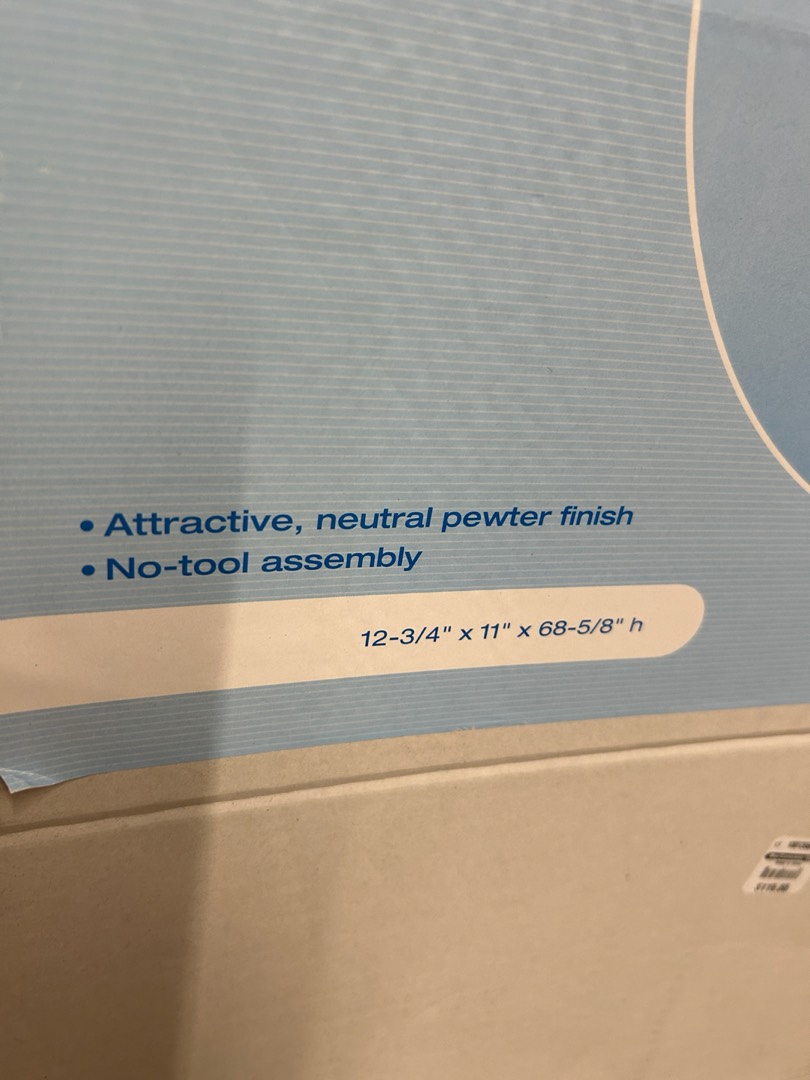 • Attractive, neutral pewter finish
• No-tool assembly
12-3/4" x 11" x 68-5/8" h